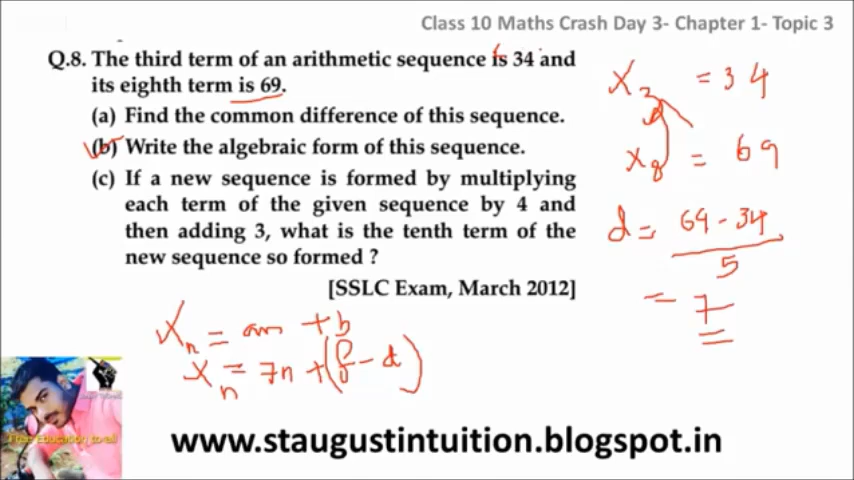 Class 10 Maths Crash Day 3- Chapter 1- Topic 3
Q.8. The third term of an arithmetic sequence is 34 and
its eighth term is 69.
(a) Find the common difference of this sequence.
(b) Write the algebraic form of this sequence.
(c) If a new sequence is formed by multiplying
each term of the given sequence by 4 and
then adding 3, what is the tenth term of the
new sequence so formed ?
[SSLC Exam, March 2012]
x₃ = 34
x₈ = 69
d = 69 - 34
5
= 7
Xₙ = an + b
Xₙ = 7n + (f - d)
www.staugustintuition.blogspot.in